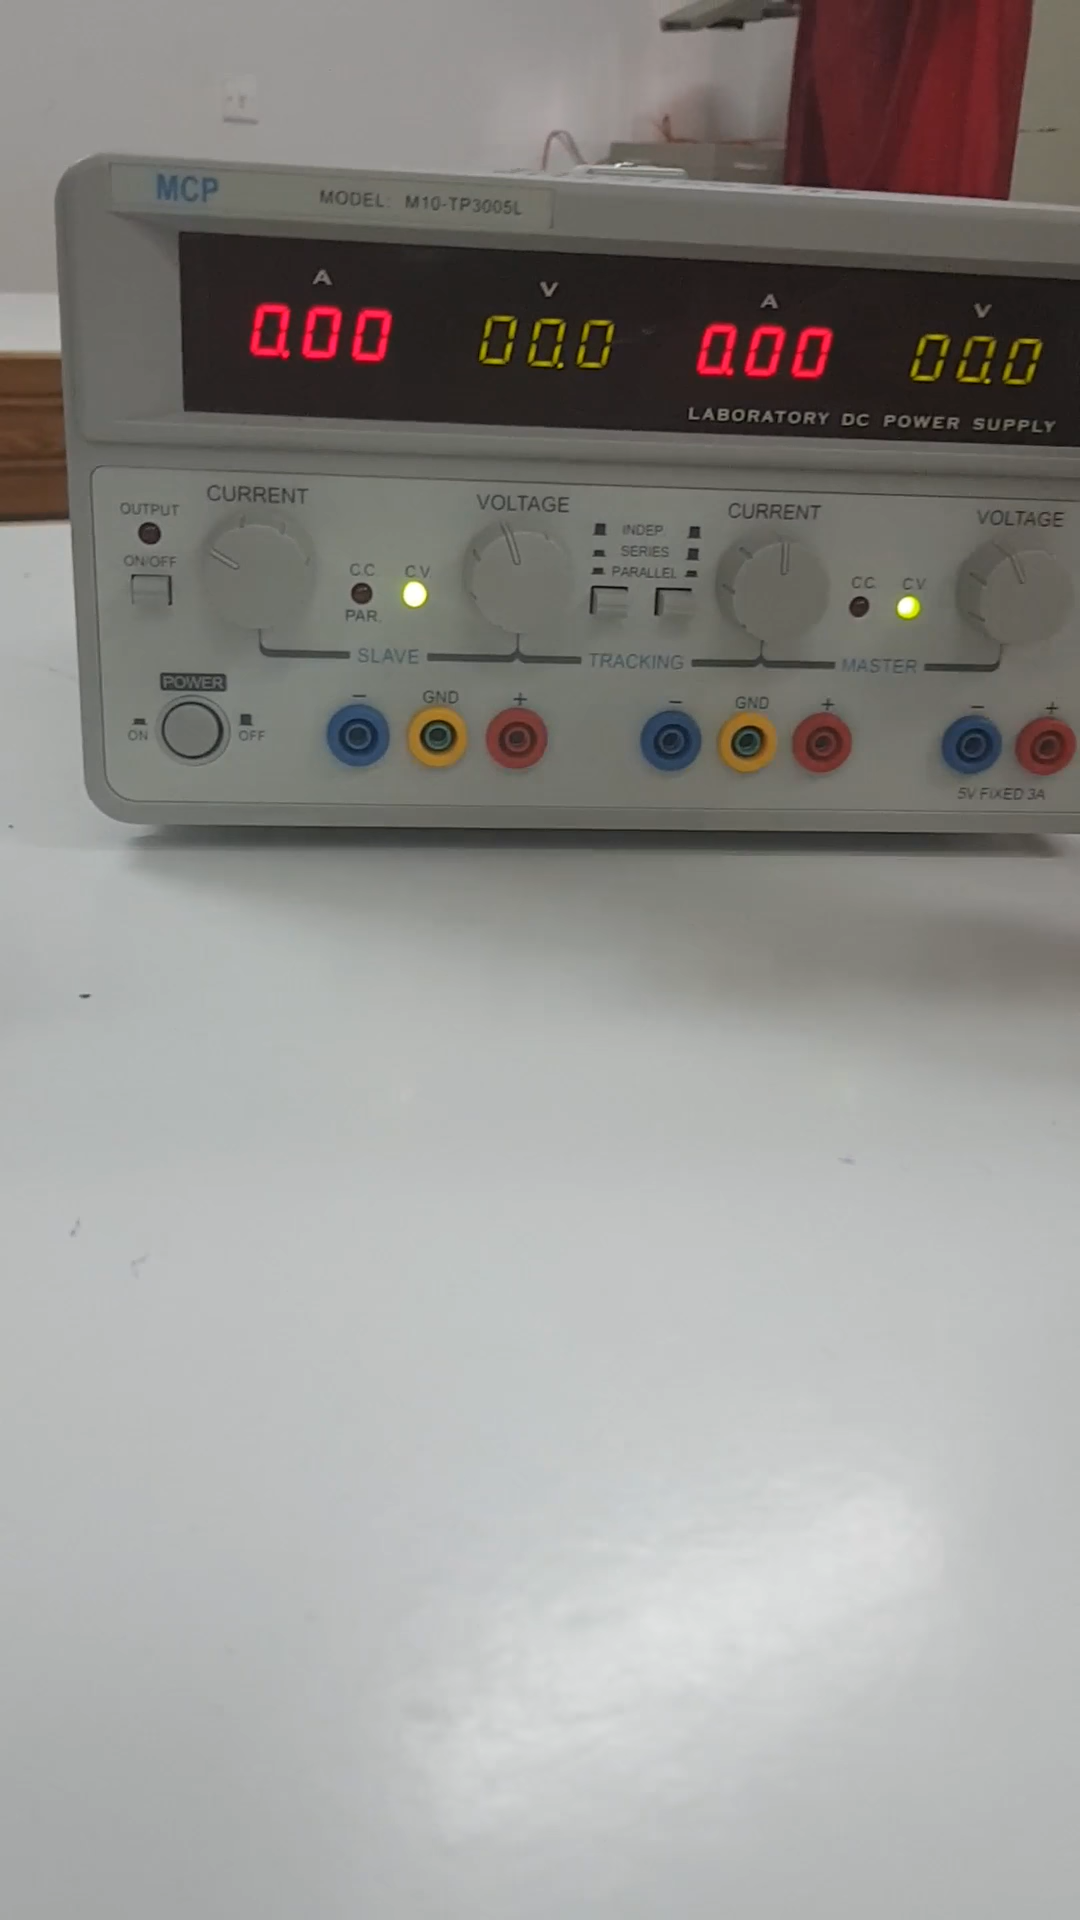 MCP MODEL: M10-TP3005L
A V A V
0.00 00.0 0.00 00.0
LABORATORY DC POWER SUPPLY
OUTPUT
ON/OFF
CURRENT
C.C. C.V.
PAR.
VOLTAGE
INDEP.
SERIES
PARALLEL
CURRENT
C.C. C.V.
VOLTAGE
SLAVE TRACKING MASTER
POWER
ON OFF
- GND + - GND + - +
5V FIXED 3A